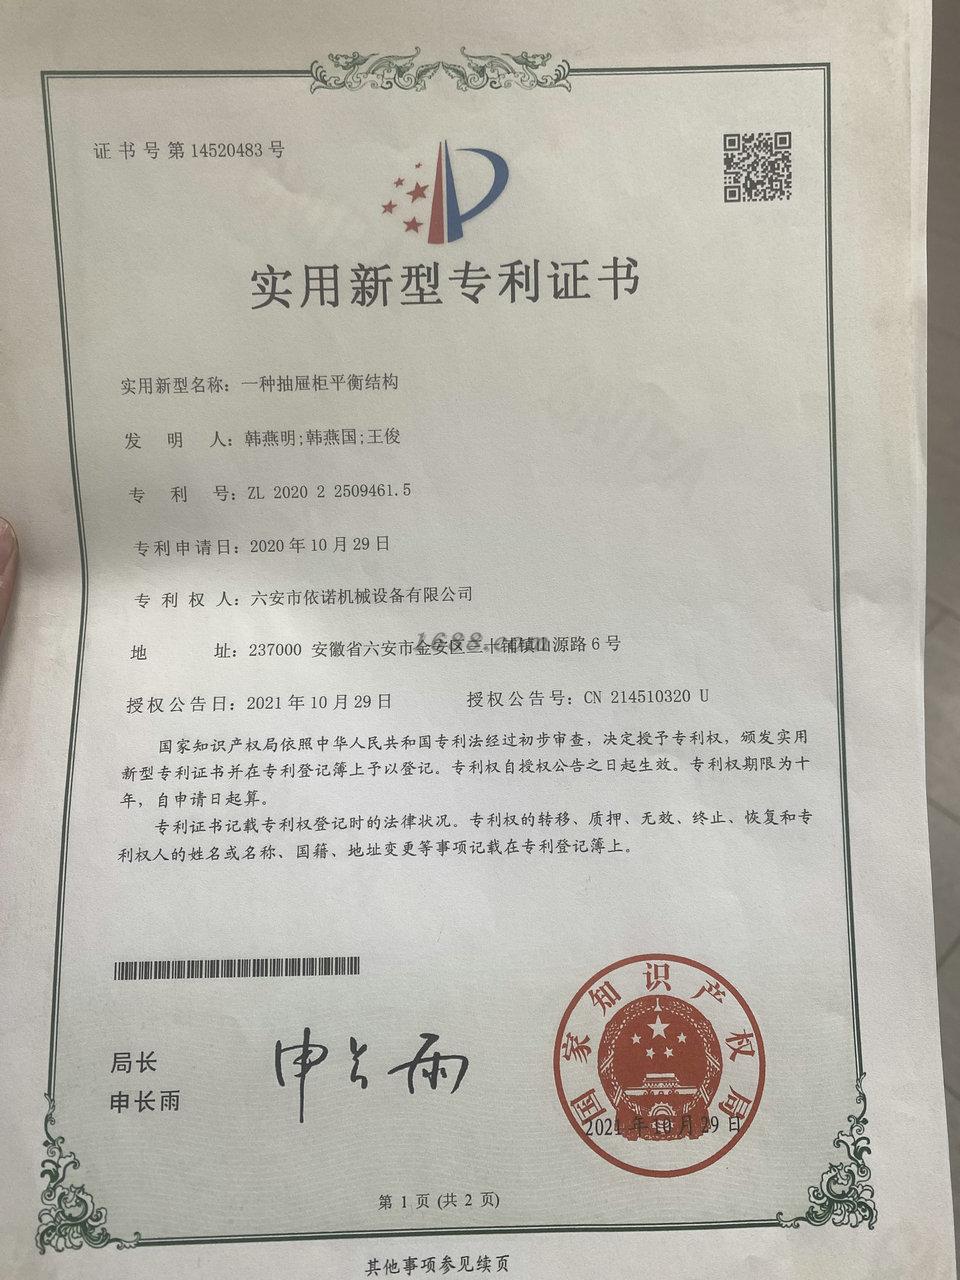 证书号第14520483号
实用新型专利证书
实用新型名称：一种抽屉柜平衡结构
发明人：韩燕明;韩燕国;王俊
专利号：ZL 2020 2 2509461.5
专利申请日：2020年10月29日
专利权人：六安市依诺机械设备有限公司
地址：237000 安徽省六安市金安区三十铺镇山源路6号
1688.com
授权公告日：2021年10月29日 授权公告号：CN 214510320 U
国家知识产权局依照中华人民共和国专利法经过初步审查，决定授予专利权，颁发实用
新型专利证书并在专利登记簿上予以登记。专利权自授权公告之日起生效。专利权期限为十
年，自申请日起算。
专利证书记载专利权登记时的法律状况。专利权的转移、质押、无效、终止、恢复和专
利权人的姓名或名称、国籍、地址变更等事项记载在专利登记簿上。
局长
申长雨
申长雨
国家知识产权局
2021年10月29日
第1页(共2页)
其他事项参见续页